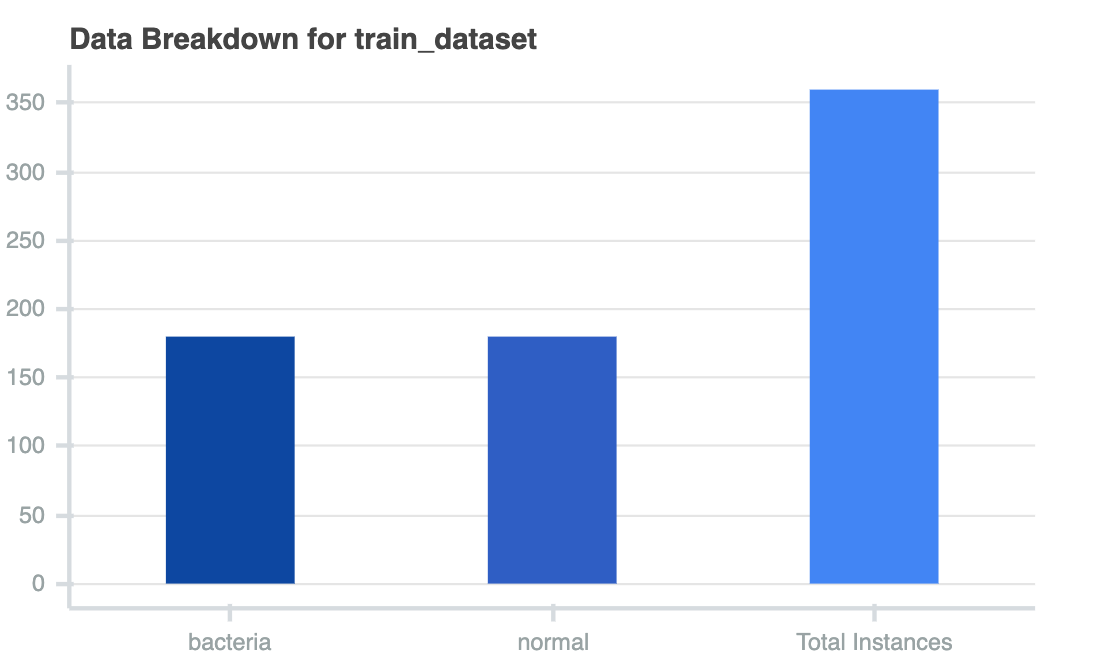 Data Breakdown for train_dataset
350
300
250
200
150
100
50
0
bacteria
normal
Total Instances